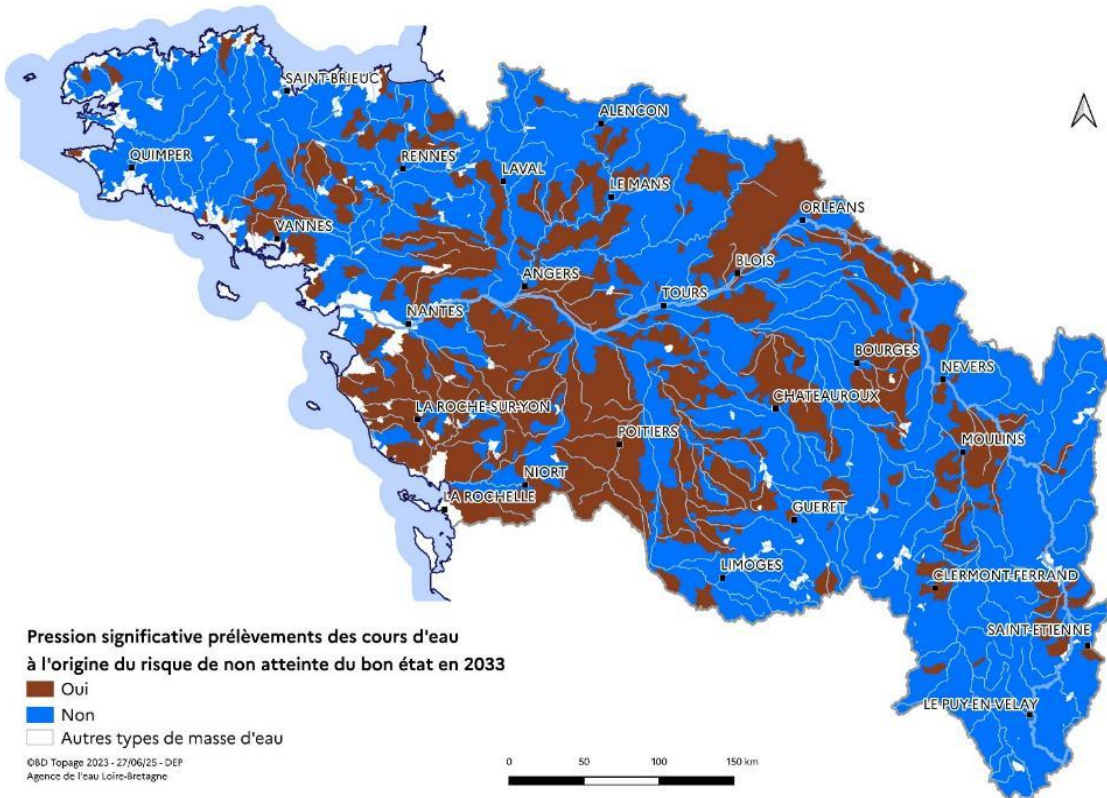 SAINT-BRIEUC
ALENCON
QUIMPER
RENNES
LAVAL
LE MANS
ORLEANS
VANNES
BLOIS
ANGERS
TOURS
NANTES
BOURGES
NEVERS
CHATEAUROUX
LA ROCHE-SUR-YON
POITIERS
MOULINS
NIORT
LA ROCHELLE
GUERET
LIMOGES
CLERMONT-FERRAND
SAINT-ETIENNE
LE PUY-EN-VELAY
Pression significative prélèvements des cours d'eau
à l'origine du risque de non atteinte du bon état en 2033
Oui
Non
Autres types de masse d'eau
©BD Topage 2023 - 27/06/25 - DEP
Agence de l'eau Loire-Bretagne
0 50 100 150 km